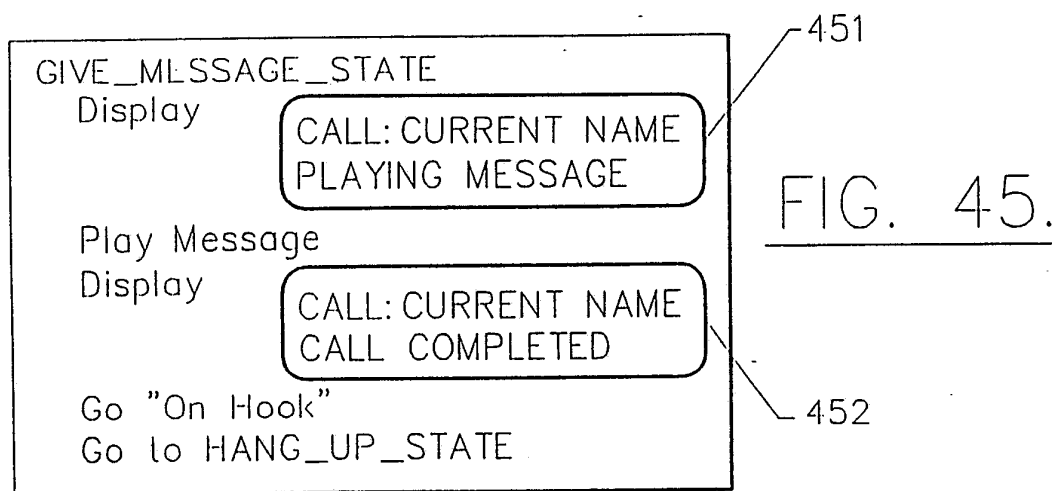 451
GIVE_MESSAGE_STATE
Display
CALL: CURRENT NAME
PLAYING MESSAGE
FIG. 45.
Play Message
Display
CALL: CURRENT NAME
CALL COMPLETED
452
Go "On Hook"
Go to HANG_UP_STATE